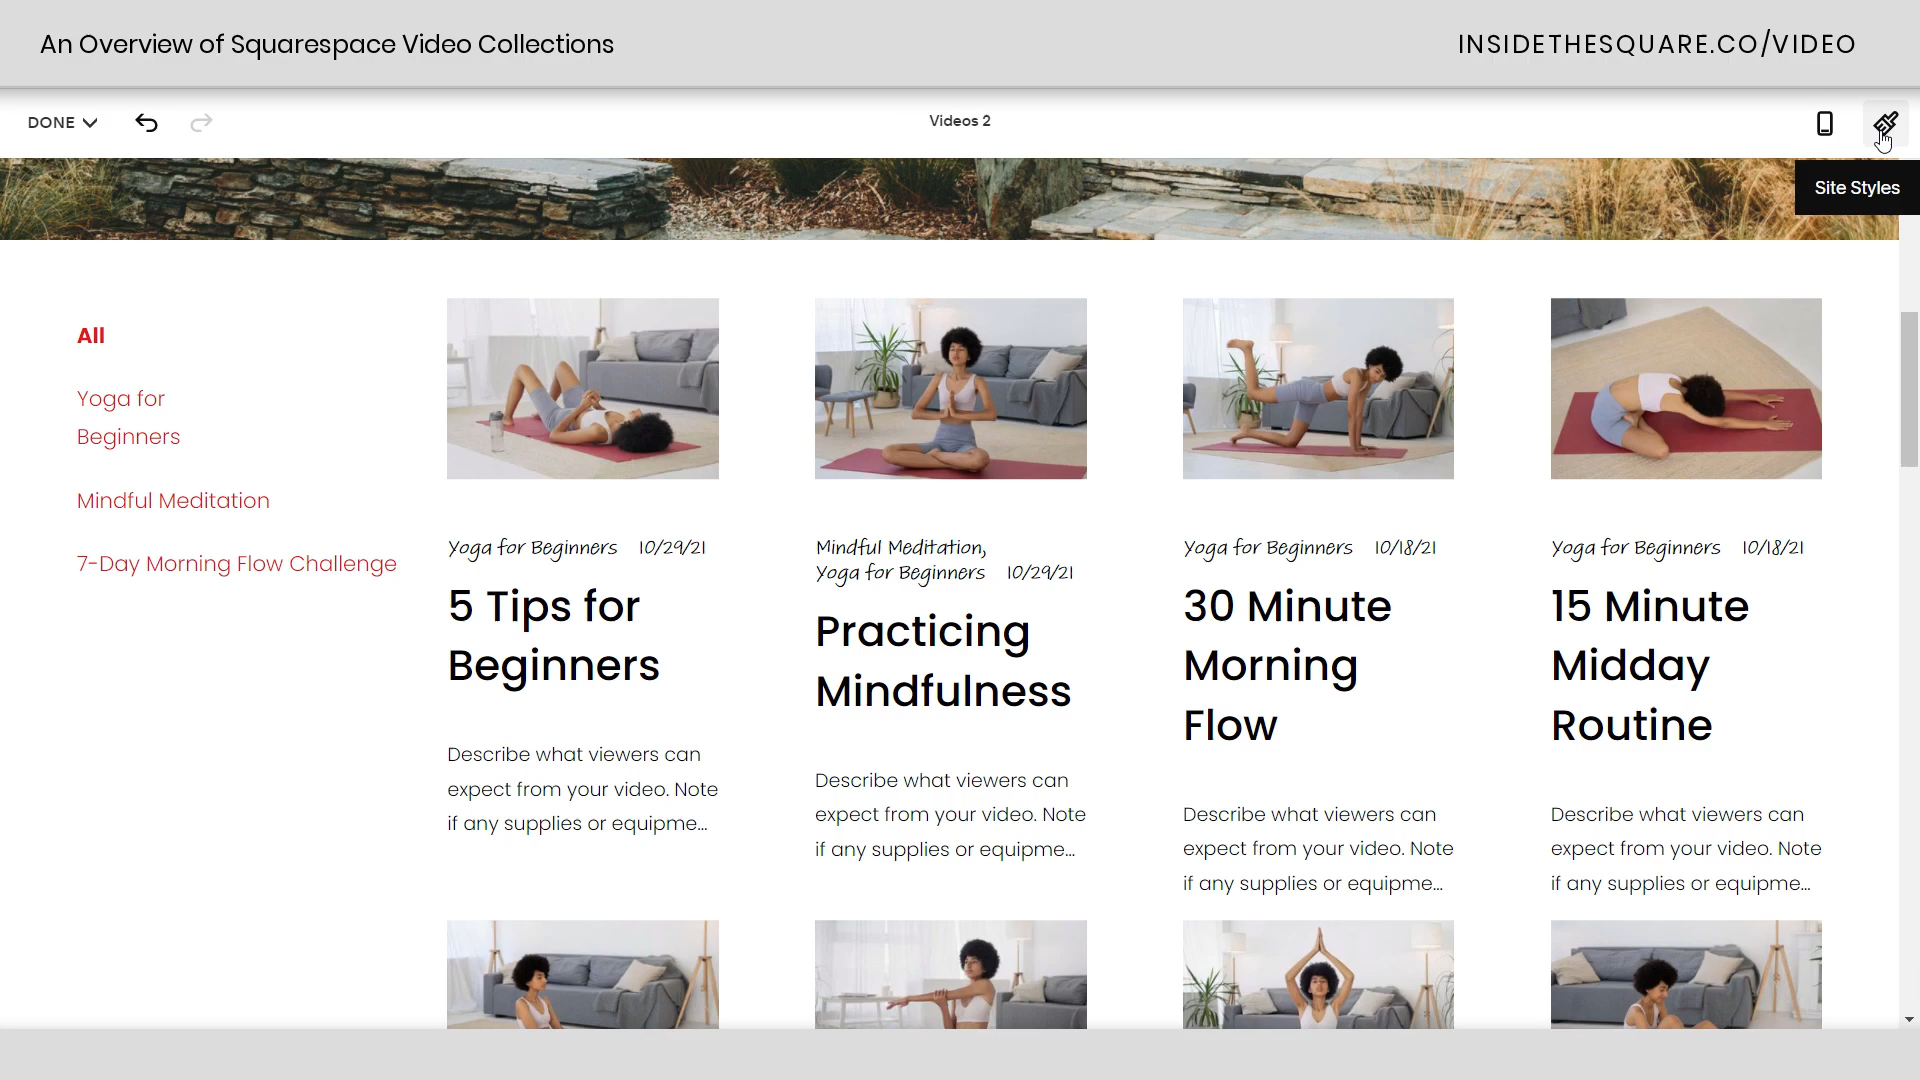 An Overview of Squarespace Video Collections
INSIDETHESQUARE.CO/VIDEO
DONE
Videos 2
Site Styles
All
Yoga for
Beginners
Mindful Meditation
7-Day Morning Flow Challenge
Yoga for Beginners 10/29/21
5 Tips for
Beginners
Describe what viewers can
expect from your video. Note
if any supplies or equipme...
Mindful Meditation,
Yoga for Beginners 10/29/21
Practicing
Mindfulness
Describe what viewers can
expect from your video. Note
if any supplies or equipme...
Yoga for Beginners 10/18/21
30 Minute
Morning
Flow
Describe what viewers can
expect from your video. Note
if any supplies or equipme...
Yoga for Beginners 10/18/21
15 Minute
Midday
Routine
Describe what viewers can
expect from your video. Note
if any supplies or equipme...